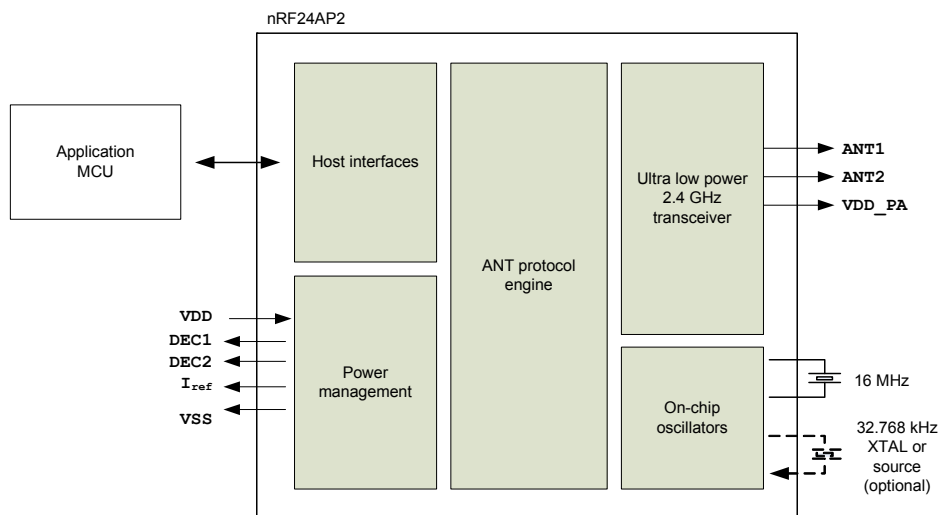 nRF24AP2
Application
MCU
Host interfaces
ANT protocol
engine
Ultra low power
2.4 GHz
transceiver
ANT1
ANT2
VDD_PA
VDD
DEC1
DEC2
Iref
VSS
Power
management
On-chip
oscillators
16 MHz
32.768 kHz
XTAL or
source
(optional)